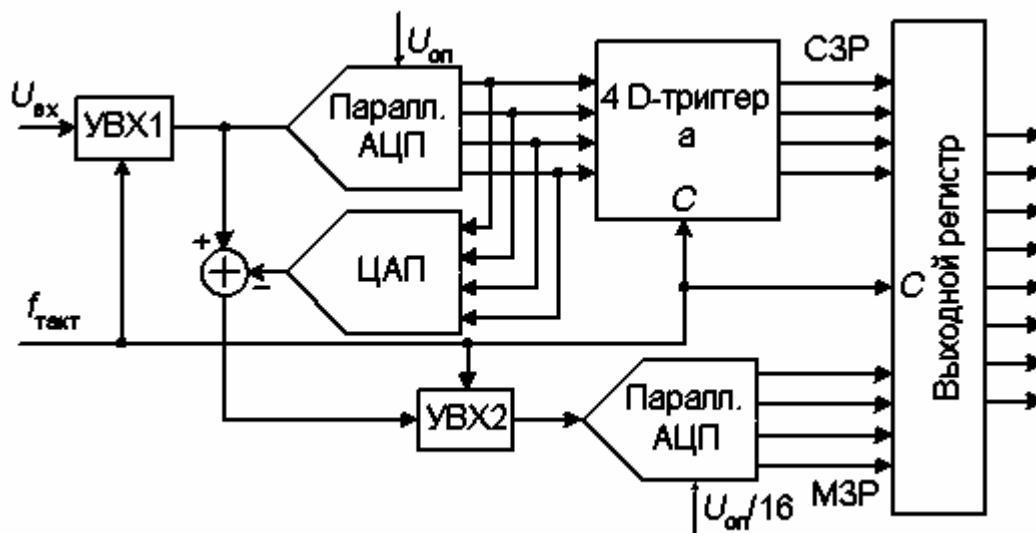 Uоп
СЗР
Uвх
УВХ1
Паралл.
АЦП
4 D-триггер
а
C
ЦАП
+
-
fтакт
C
Выходной регистр
УВХ2
Паралл.
АЦП
МЗР
Uоп/16